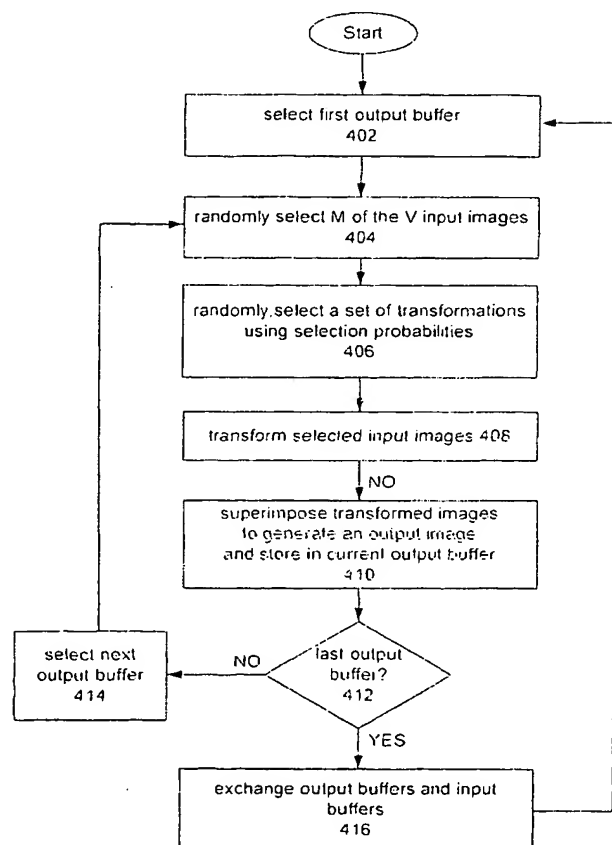 Start
select first output buffer
402
randomly select M of the V input images
404
randomly select a set of transformations
using selection probabilities
406
transform selected input images 408
NO
superimpose transformed images
to generate an output image
and store in current output buffer
410
last output
buffer?
412
NO
select next
output buffer
414
YES
exchange output buffers and input
buffers
416